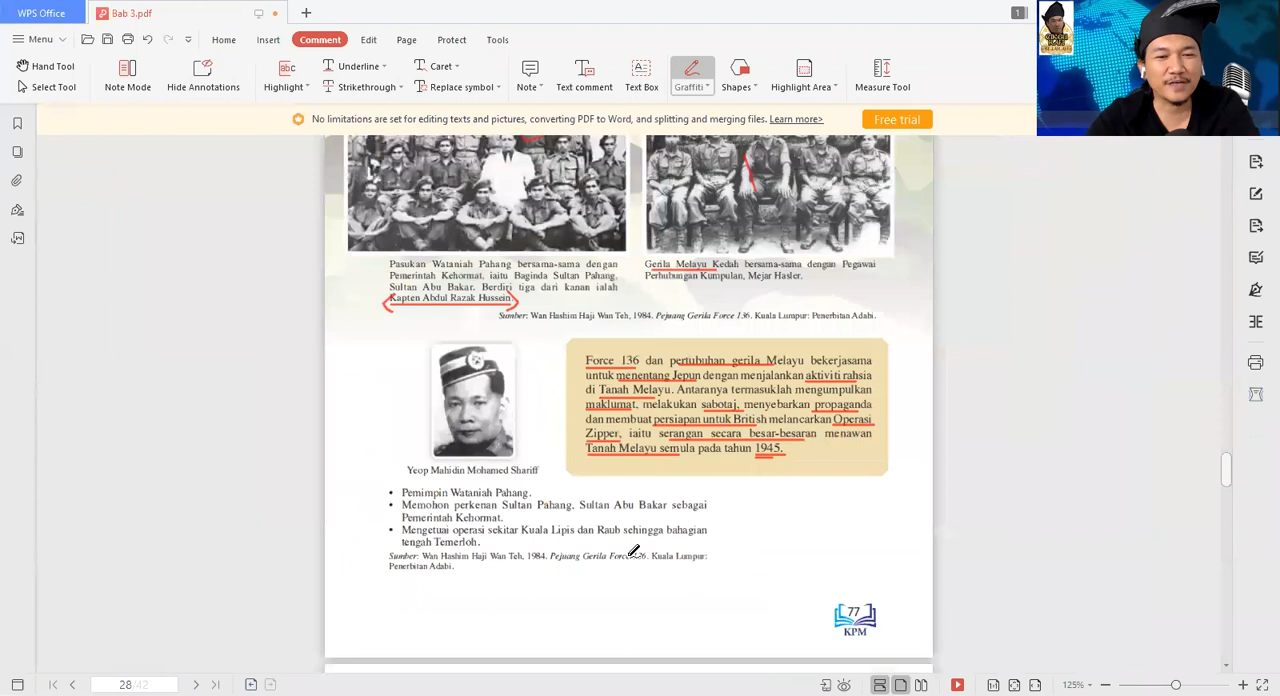 WPS Office
Bab 3.pdf
1
Menu
Home
Insert
Comment
Edit
Page
Protect
Tools
Hand Tool
Select Tool
Note Mode
Hide Annotations
Highlight
Underline
Strikethrough
Caret
Replace symbol
Note
Text comment
Text Box
Graffiti
Shapes
Highlight Area
Measure Tool
No limitations are set for editing texts and pictures, converting PDF to Word, and splitting and merging files. Learn more>
Free trial
Pasukan Wataniah Pahang bersama-sama dengan
Pemerintah Kehormat, iaitu Baginda Sultan Pahang,
Sultan Abu Bakar. Berdiri tiga dari kanan ialah
Kapten Abdul Razak Hussein.
Gerila Melayu Kedah bersama-sama dengan Pegawai
Perhubungan Kumpulan, Mejar Hasler.
Sumber: Wan Hashim Haji Wan Teh, 1984. Pejuang Gerila Force 136. Kuala Lumpur: Penerbitan Adabi.
Force 136 dan pertubuhan gerila Melayu bekerjasama
untuk menentang Jepun dengan menjalankan aktiviti rahsia
di Tanah Melayu. Antaranya termasuklah mengumpulkan
maklumat, melakukan sabotaj, menyebarkan propaganda
dan membuat persiapan untuk British melancarkan Operasi
Zipper, iaitu serangan secara besar-besaran menawan
Tanah Melayu semula pada tahun 1945.
Yeop Mahidin Mohamed Shariff
• Pemimpin Wataniah Pahang.
• Memohon perkenan Sultan Pahang, Sultan Abu Bakar sebagai
Pemerintah Kehormat.
• Mengetuai operasi sekitar Kuala Lipis dan Raub sehingga bahagian
tengah Temerloh.
Sumber: Wan Hashim Haji Wan Teh, 1984. Pejuang Gerila Force 136. Kuala Lumpur:
Penerbitan Adabi.
77
KPM
28/42
125%